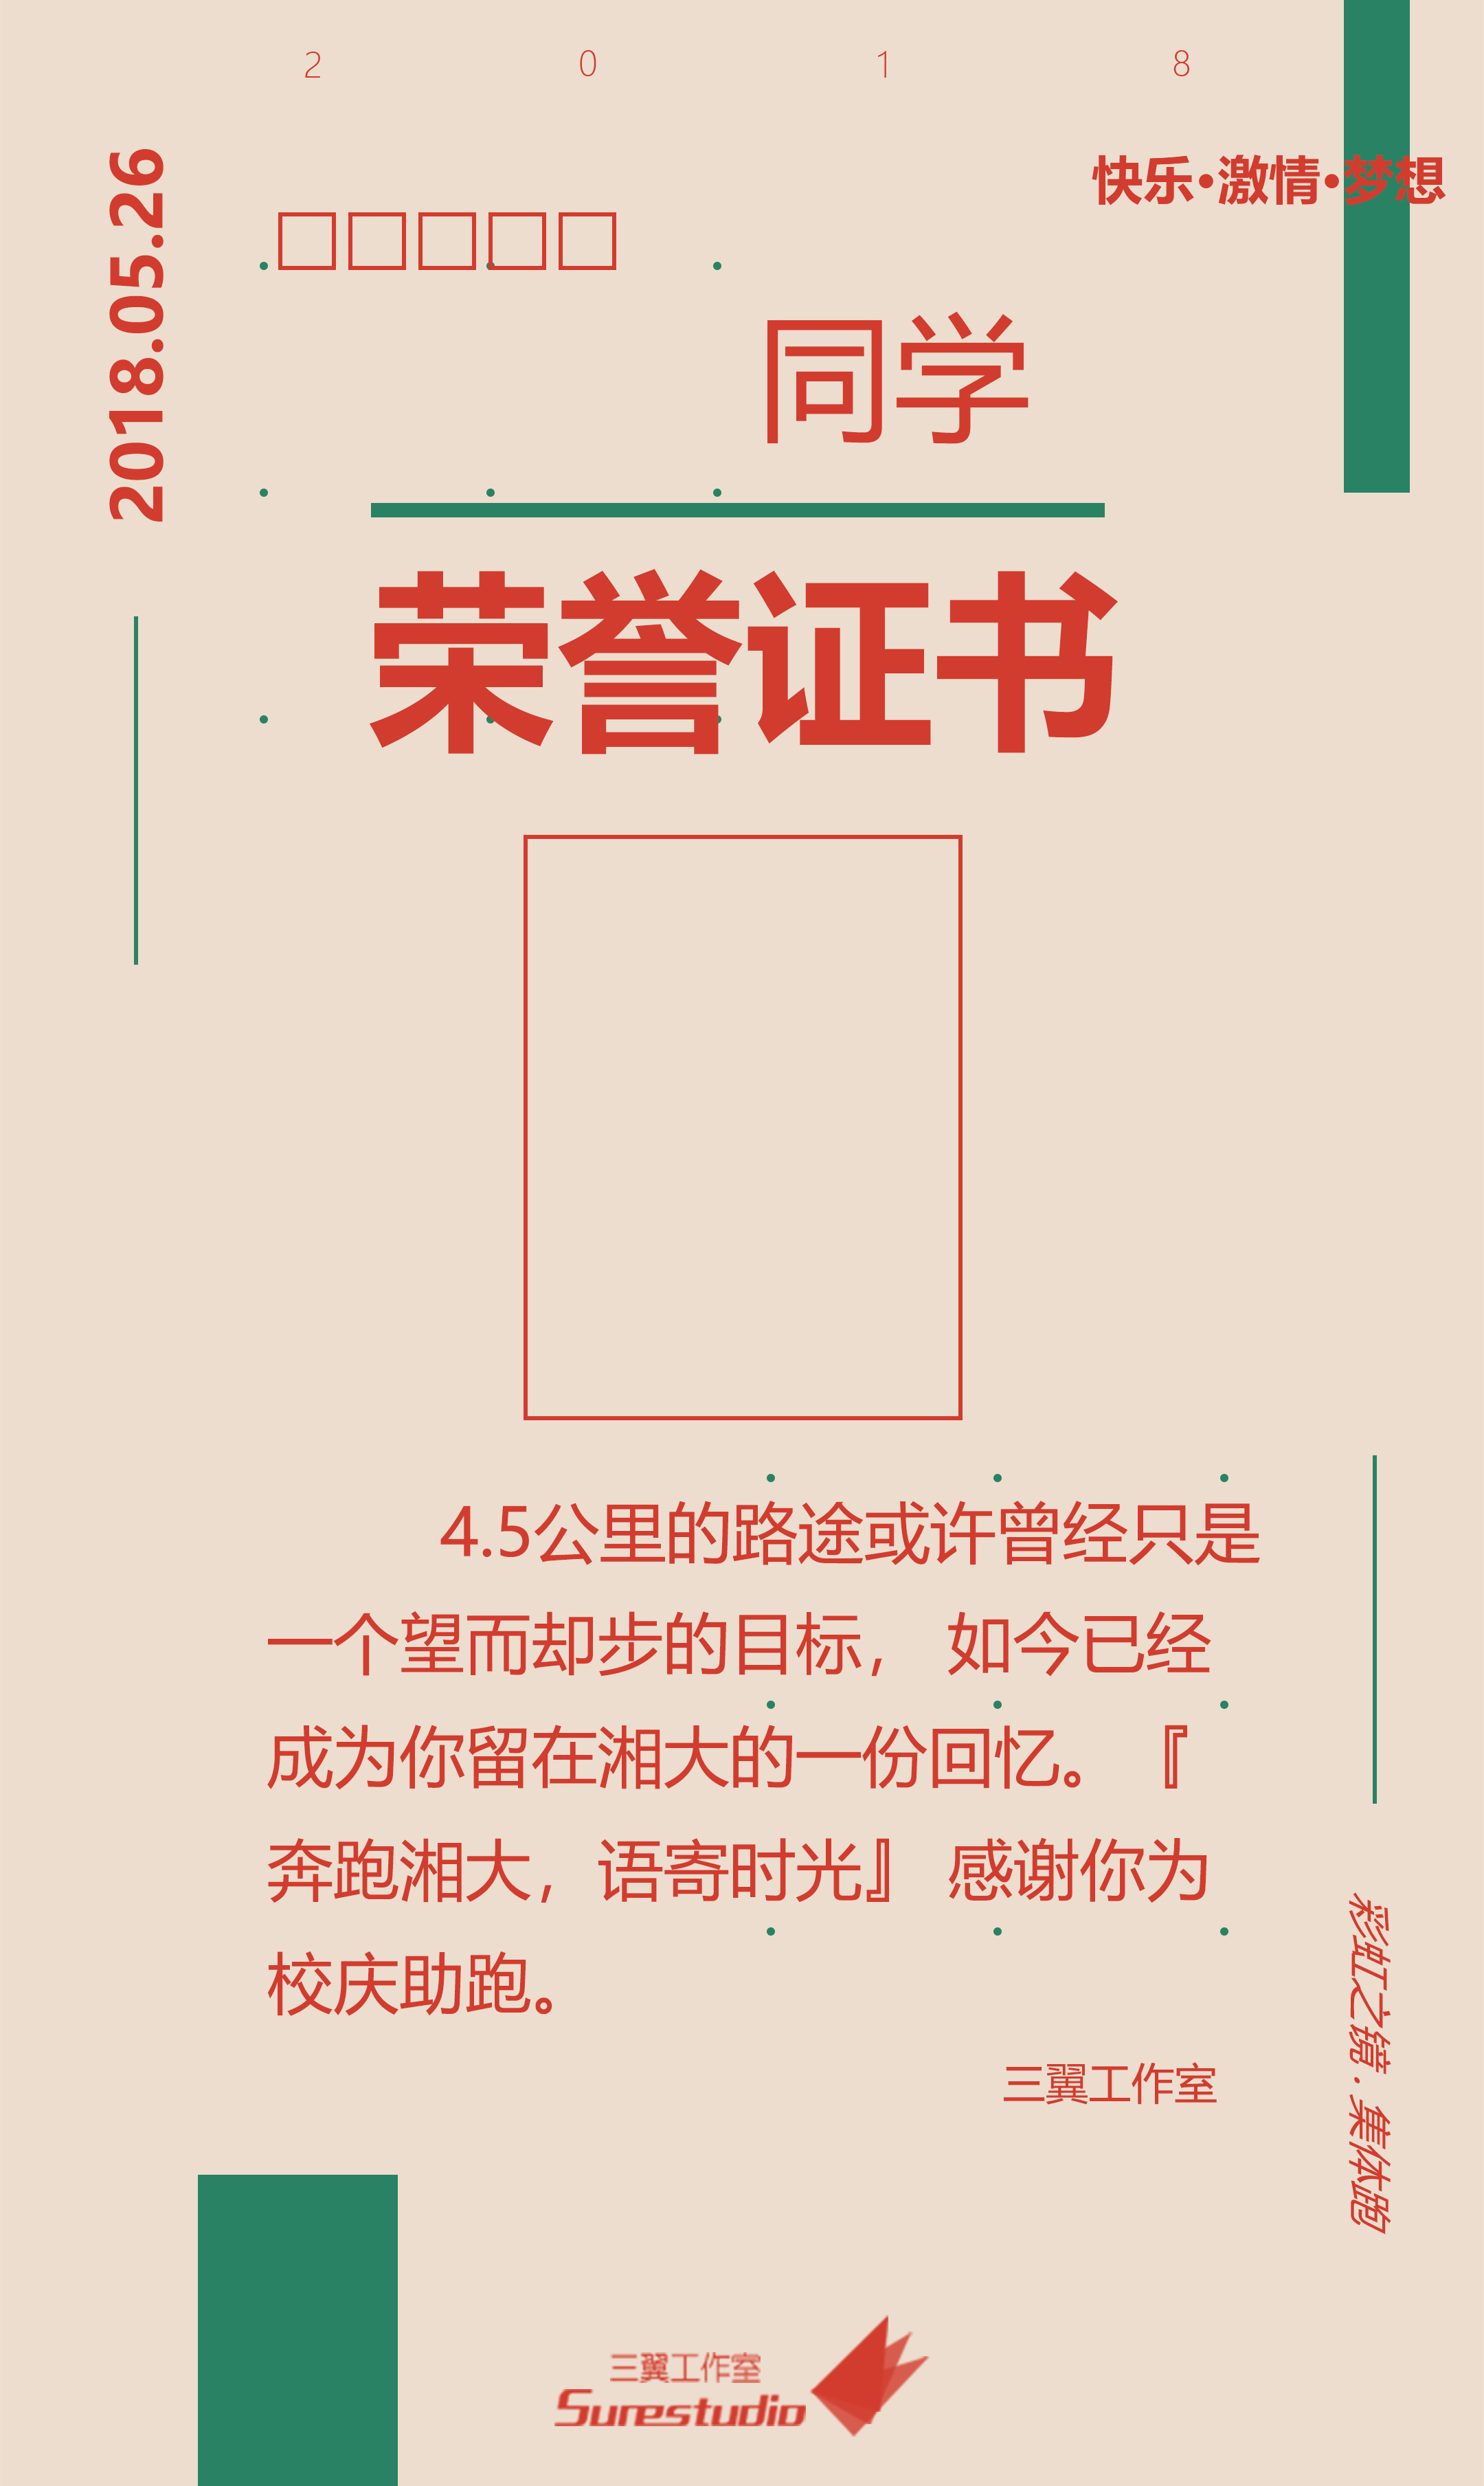 2 0 1 8
2018.05.26
快乐·激情·梦想
□□□□□
同学
荣誉证书
4.5公里的路途或许曾经只是
一个望而却步的目标， 如今已经
成为你留在湘大的一份回忆。 『
奔跑湘大，语寄时光』 感谢你为
校庆助跑。
三翼工作室
彩虹之镜.集体跑
三翼工作室
Surestudio